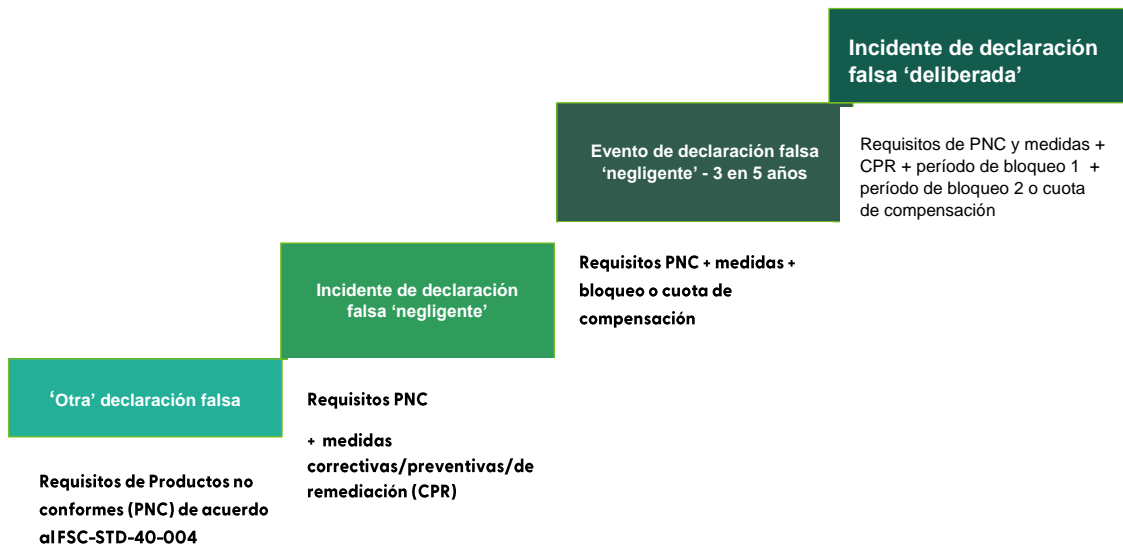 Incidente de declaración
falsa ‘deliberada’
Requisitos de PNC y medidas +
CPR + período de bloqueo 1 +
período de bloqueo 2 o cuota
de compensación
Evento de declaración falsa
‘negligente’ - 3 en 5 años
Requisitos PNC + medidas +
bloqueo o cuota de
compensación
Incidente de declaración
falsa ‘negligente’
Requisitos PNC
+ medidas
correctivas/preventivas/de
remediación (CPR)
‘Otra’ declaración falsa
Requisitos de Productos no
conformes (PNC) de acuerdo
al FSC-STD-40-004